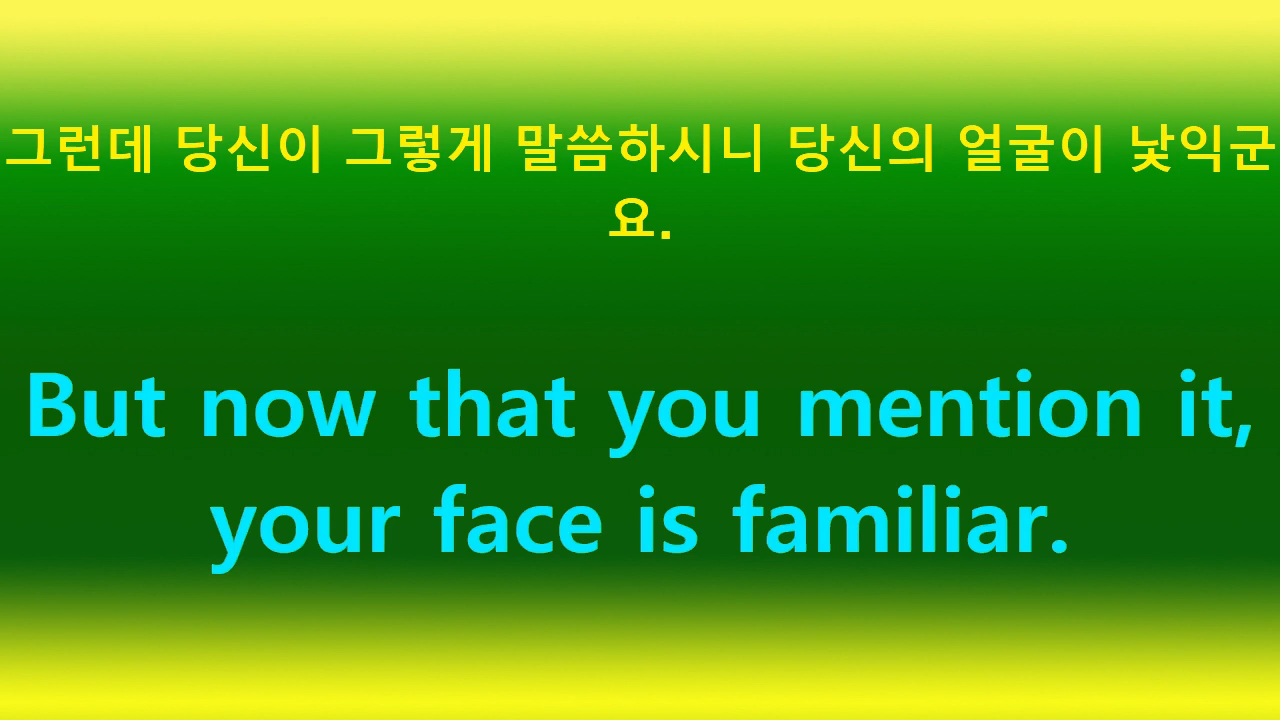 그런데 당신이 그렇게 말씀하시니 당신의 얼굴이 낯익군
요.
But now that you mention it,
your face is familiar.